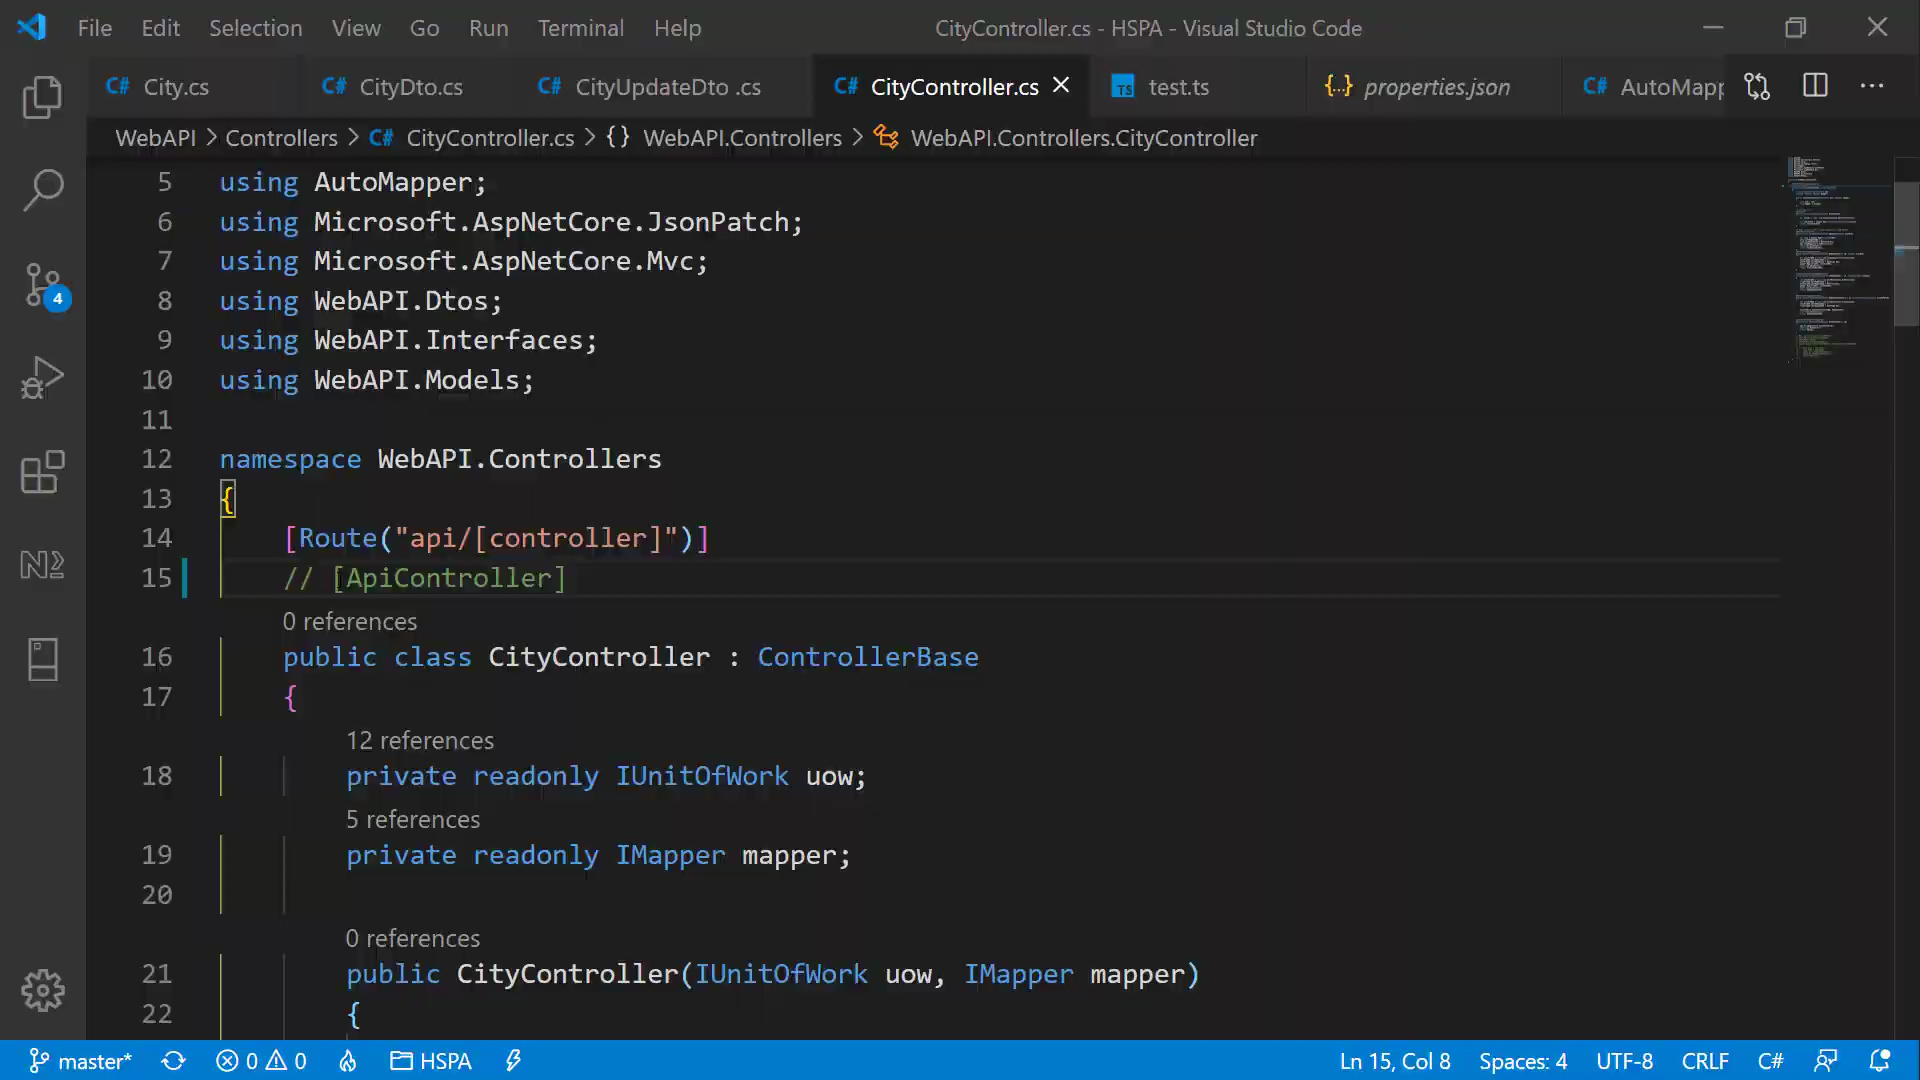 File Edit Selection View Go Run Terminal Help CityController.cs - HSPA - Visual Studio Code
C# City.cs C# CityDto.cs C# CityUpdateDto .cs C# CityController.cs TS test.ts {..} properties.json C# AutoMapp
WebAPI > Controllers > C# CityController.cs > {} WebAPI.Controllers > WebAPI.Controllers.CityController
5 using AutoMapper;
6 using Microsoft.AspNetCore.JsonPatch;
7 using Microsoft.AspNetCore.Mvc;
8 using WebAPI.Dtos;
9 using WebAPI.Interfaces;
10 using WebAPI.Models;
11
12 namespace WebAPI.Controllers
13 {
14 [Route("api/[controller]")]
15 // [ApiController]
0 references
16 public class CityController : ControllerBase
17 {
12 references
18 private readonly IUnitOfWork uow;
5 references
19 private readonly IMapper mapper;
20
0 references
21 public CityController(IUnitOfWork uow, IMapper mapper)
22 {
4
master* 0 0 HSPA Ln 15, Col 8 Spaces: 4 UTF-8 CRLF C#